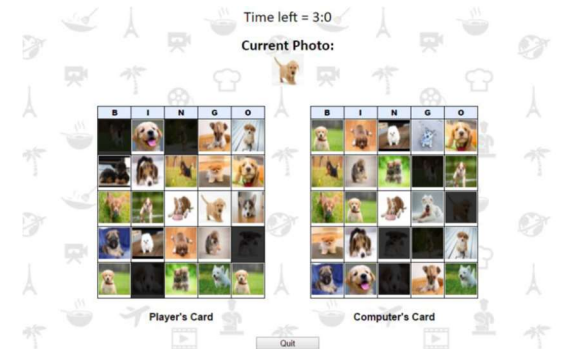 Time left = 3:0
Current Photo:
B I N G O
B I N G O
Player's Card
Computer's Card
Quit